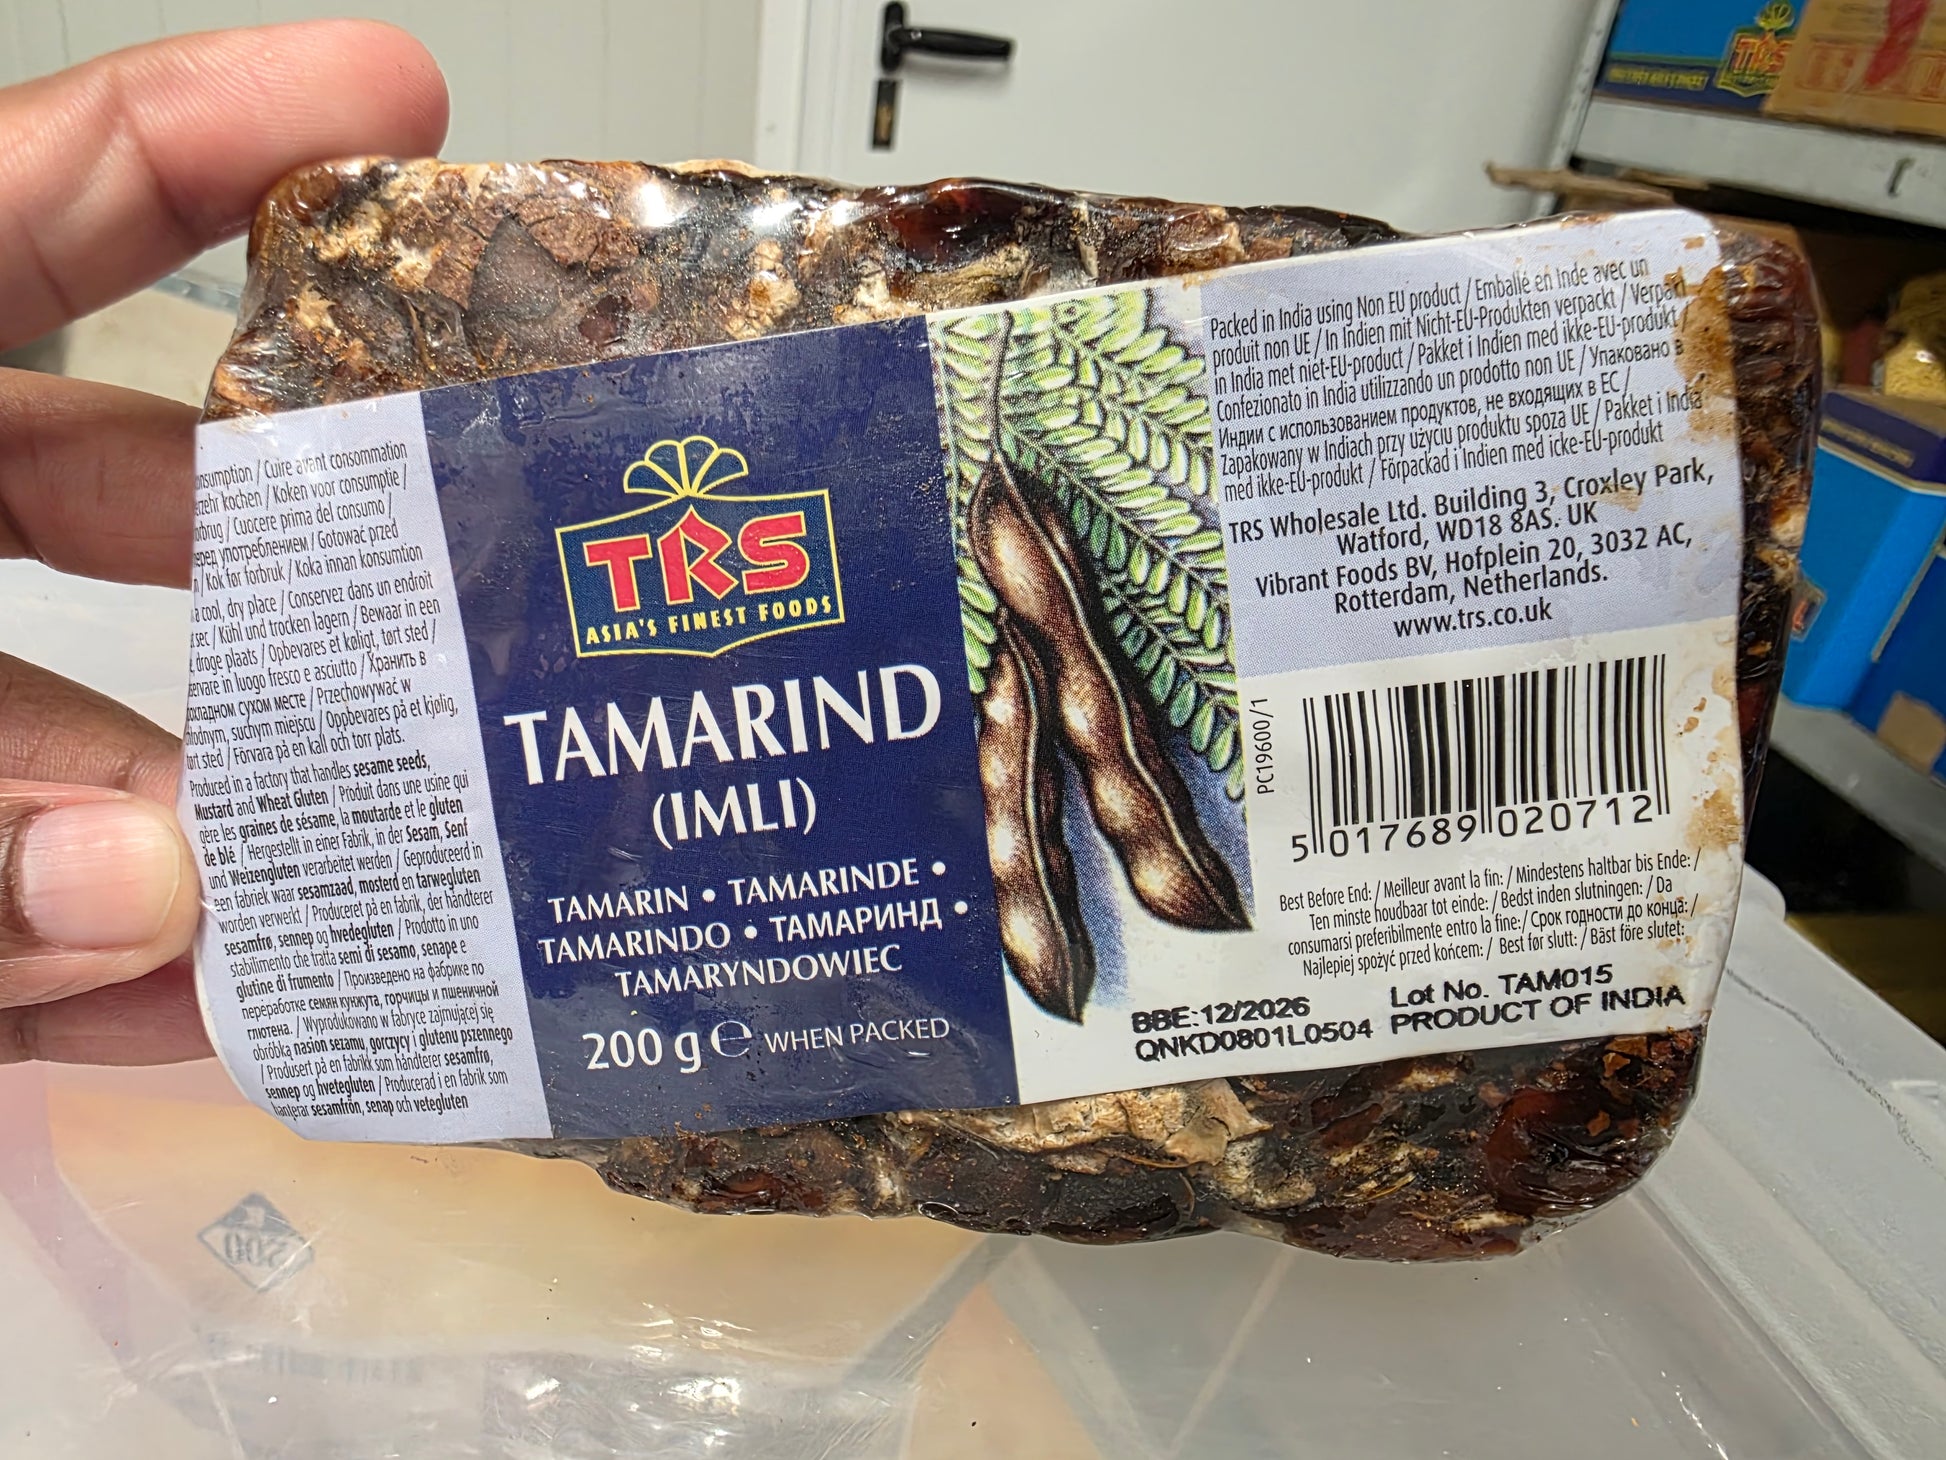 / Cuire avant consommation
kochen / Koken voor consumptie /
/ Cuocere prima del consumo /
употреблением / Gotować przed
/ Kok før forbruk / Koka innan konsumtion
a cool, dry place / Conservez dans un endroit
sec / Kühl und trocken lagern / Bewaar in een
droge plaats / Opbevares et køligt, tørt sted /
in luogo fresco e asciutto / Хранить в
сухом месте / Przechowywać w
suchym miejscu / Oppbevares på et kjølig,
tørt sted / Förvara på en kall och torr plats.
Produced in a factory that handles sesame seeds,
Mustard and Wheat Gluten / Produit dans une usine qui
gère les graines de sésame, la moutarde et le gluten
de blé / Hergestellt in einer Fabrik, in der Sesam, Senf
und Weizengluten verarbeitet werden / Geproduceerd in
een fabriek waar sesamzaad, mosterd en tarwegluten
worden verwerkt / Produceret på en fabrik, der håndterer
sesamfrø, sennep og hvedegluten / Prodotto in uno
stabilimento che tratta semi di sesamo, senape e
glutine di frumento / Произведено на фабрике по
переработке семян кунжута, горчицы и пшеничной
глютена. / Wyprodukowano w fabryce zajmującej się
obróbką nasion sezamu, gorczycy i glutenu pszennego
/ Produsert på en fabrikk som håndterer sesamfrø,
sennep og hvetegluten / Producerad i en fabrik som
hanterar sesamfrön, senap och vetegluten
TRS
ASIA'S FINEST FOODS
TAMARIND
(IMLI)
TAMARIN • TAMARINDE •
TAMARINDO • ТАМАРИНД •
TAMARYNDOWIEC
200 g e WHEN PACKED
Packed in India using Non EU product / Emballé en Inde avec un
produit non UE / In Indien mit Nicht-EU-Produkten verpackt / Verpakt
in India met niet-EU-product / Pakket i Indien med ikke-EU-produkt /
Confezionato in India utilizzando un prodotto non UE / Упаковано в
Индии с использованием продуктов, не входящих в ЕС /
Zapakowany w Indiach przy użyciu produktu spoza UE / Pakket i India
med ikke-EU-produkt / Förpackad i Indien med icke-EU-produkt
TRS Wholesale Ltd. Building 3, Croxley Park,
Watford, WD18 8AS. UK
Vibrant Foods BV, Hofplein 20, 3032 AC,
Rotterdam, Netherlands.
www.trs.co.uk
PC19600/1
5 017689 020712
Best Before End: / Meilleur avant la fin: / Mindestens haltbar bis Ende: /
Ten minste houdbaar tot einde: / Bedst inden slutningen: / Da
consumarsi preferibilmente entro la fine: / Срок годности до конца: /
Najlepiej spożyć przed końcem: / Best før slutt: / Bäst före slutet:
BBE:12/2026 Lot No. TAM015
QNKD0801L0504 PRODUCT OF INDIA
TRS